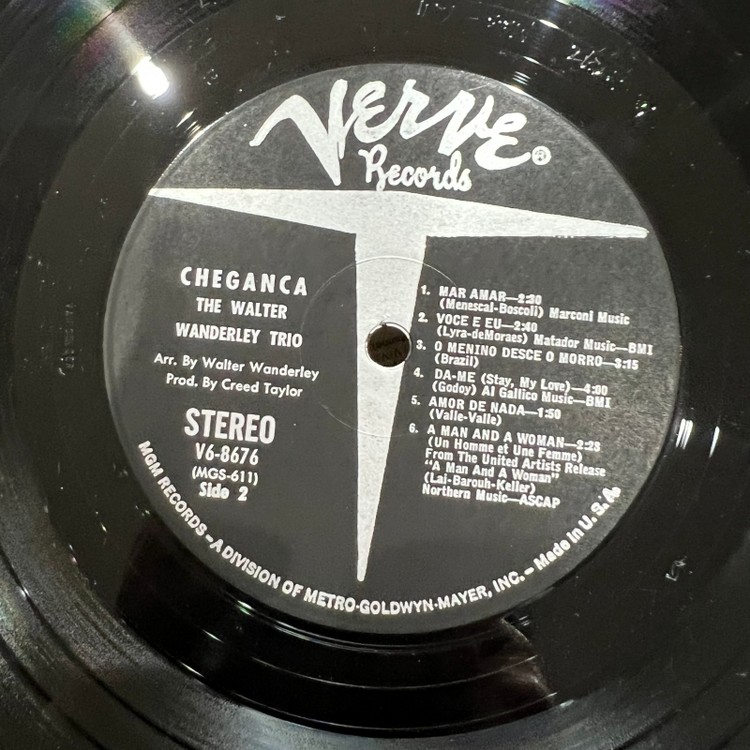 Verve®
Records
CHEGANCA
THE WALTER
WANDERLEY TRIO
Arr. By Walter Wanderley
Prod. By Creed Taylor
STEREO
V6-8676
(MGS-611)
Side 2
1. MAR AMAR—2:30
(Menescal-Boscoli) Marconi Music
2. VOCE E EU—2:40
(Lyra-deMoraes) Matador Music—BMI
3. O MENINO DESCE O MORRO—3:15
(Brazil)
4. DA-ME (Stay, My Love)—4:00
(Godoy) Al Gallico Music—BMI
5. AMOR DE NADA—1:50
(Valle-Valle)
6. A MAN AND A WOMAN—2:28
(Un Homme et Une Femme)
From The United Artists Release
"A Man And A Woman"
(Lai-Barouh-Keller)
Northern Music—ASCAP
MGM RECORDS – A DIVISION OF METRO-GOLDWYN-MAYER, INC. – Made in U. S. A.